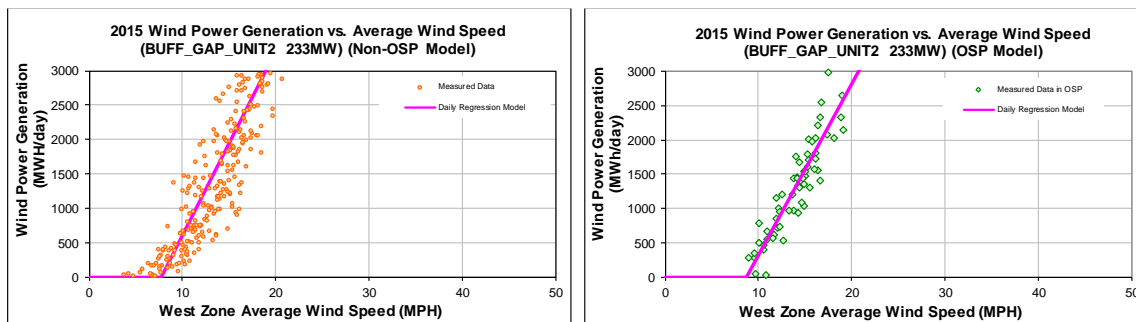 2015 Wind Power Generation vs. Average Wind Speed
(BUFF_GAP_UNIT2 233MW) (Non-OSP Model)
Wind Power Generation
(MWH/day)
3000
2500
2000
1500
1000
500
0
Measured Data
Daily Regression Model
0 10 20 30 40 50
West Zone Average Wind Speed (MPH)
2015 Wind Power Generation vs. Average Wind Speed
(BUFF_GAP_UNIT2 233MW) (OSP Model)
Wind Power Generation
(MWh/day)
3000
2500
2000
1500
1000
500
0
Measured Data in OSP
Daily Regression Model
0 10 20 30 40 50
West Zone Average Wind Speed (MPH)